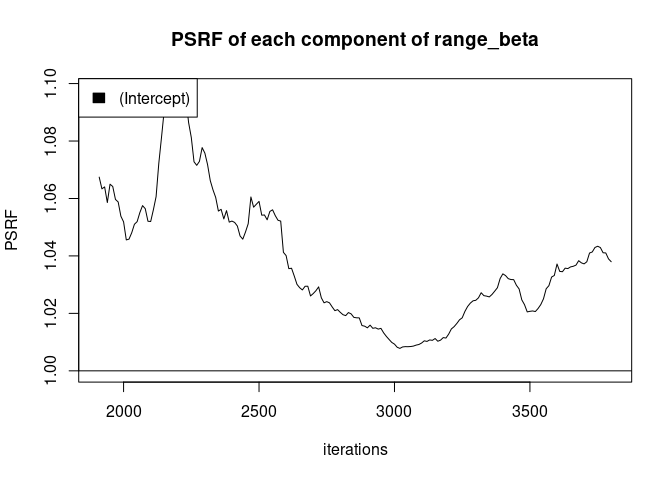 PSRF of each component of range_beta
(Intercept)
PSRF
1.10
1.08
1.06
1.04
1.02
1.00
2000 2500 3000 3500
iterations